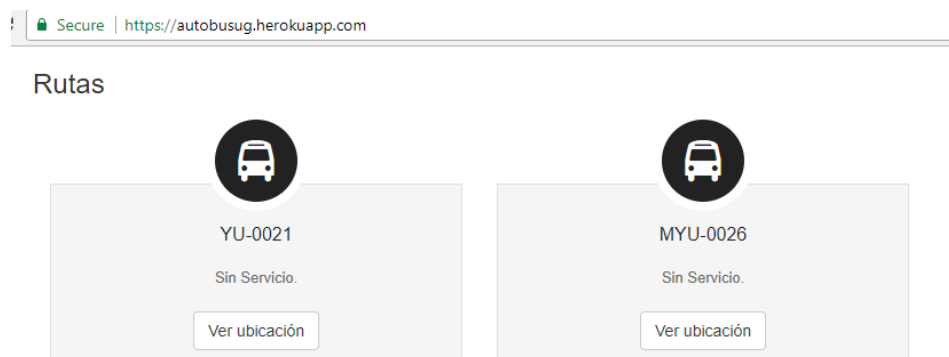 Secure | https://autobusug.herokuapp.com
Rutas
YU-0021
Sin Servicio.
Ver ubicación
MYU-0026
Sin Servicio.
Ver ubicación